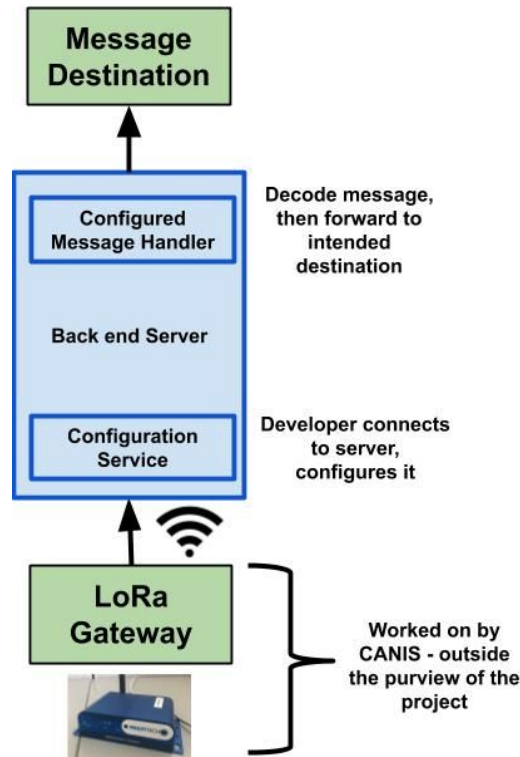 Message
Destination
Configured
Message Handler
Decode message,
then forward to
intended
destination
Back end Server
Configuration
Service
Developer connects
to server,
configures it
LoRa
Gateway
Worked on by
CANIS - outside
the purview of the
project